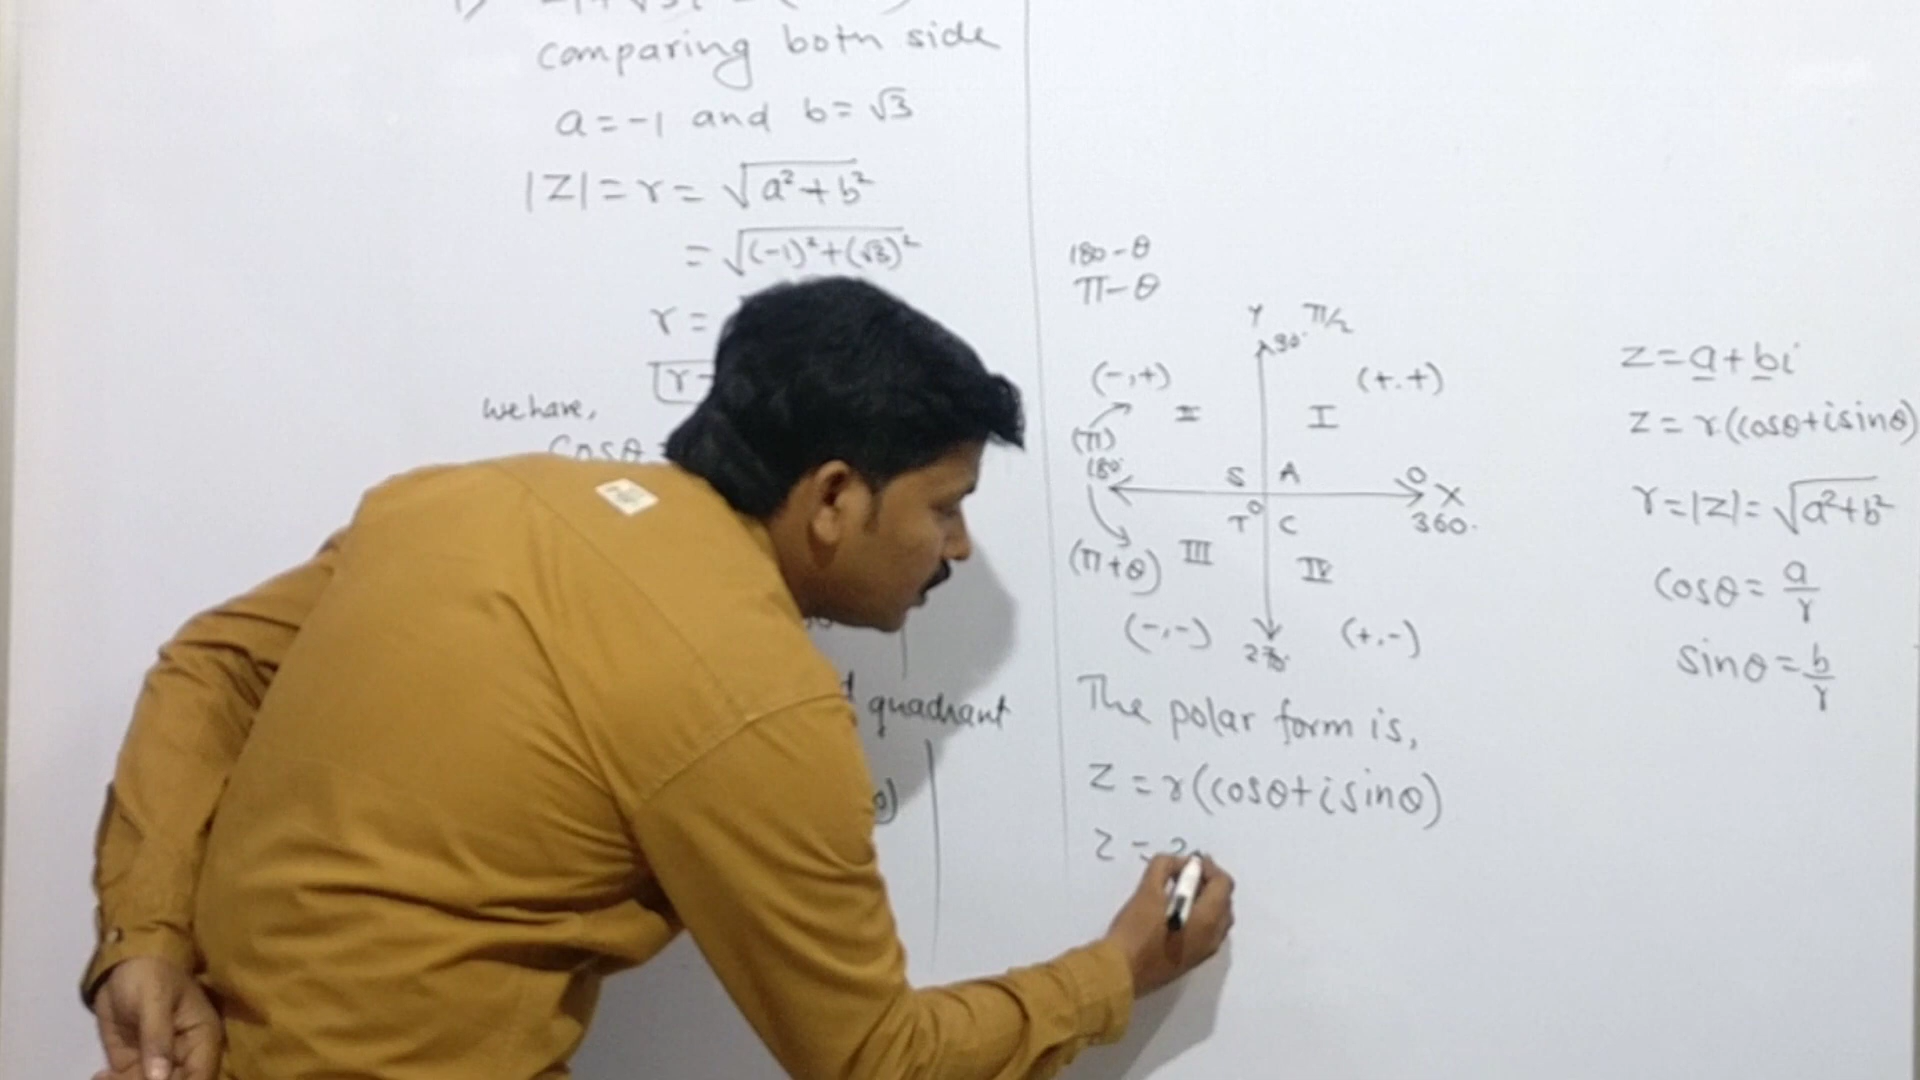 comparing both side
a = -1 and b = √3
|Z| = r = √a²+b²
= √(-1)²+(√3)²
r =
we have,
Cosθ
quadrant
180-θ
π-θ
Y π/2
90°
(-,+) (+,+)
II I
(π)
180°
S A 0 X
T O C 360°
(π+θ) III IV
(-,-) (+,-)
270°
The polar form is,
Z = r(cosθ+isinθ)
Z = 2
Z = a+bi
Z = r(cosθ+isinθ)
r = |Z| = √a²+b²
Cosθ = a/r
Sinθ = b/r